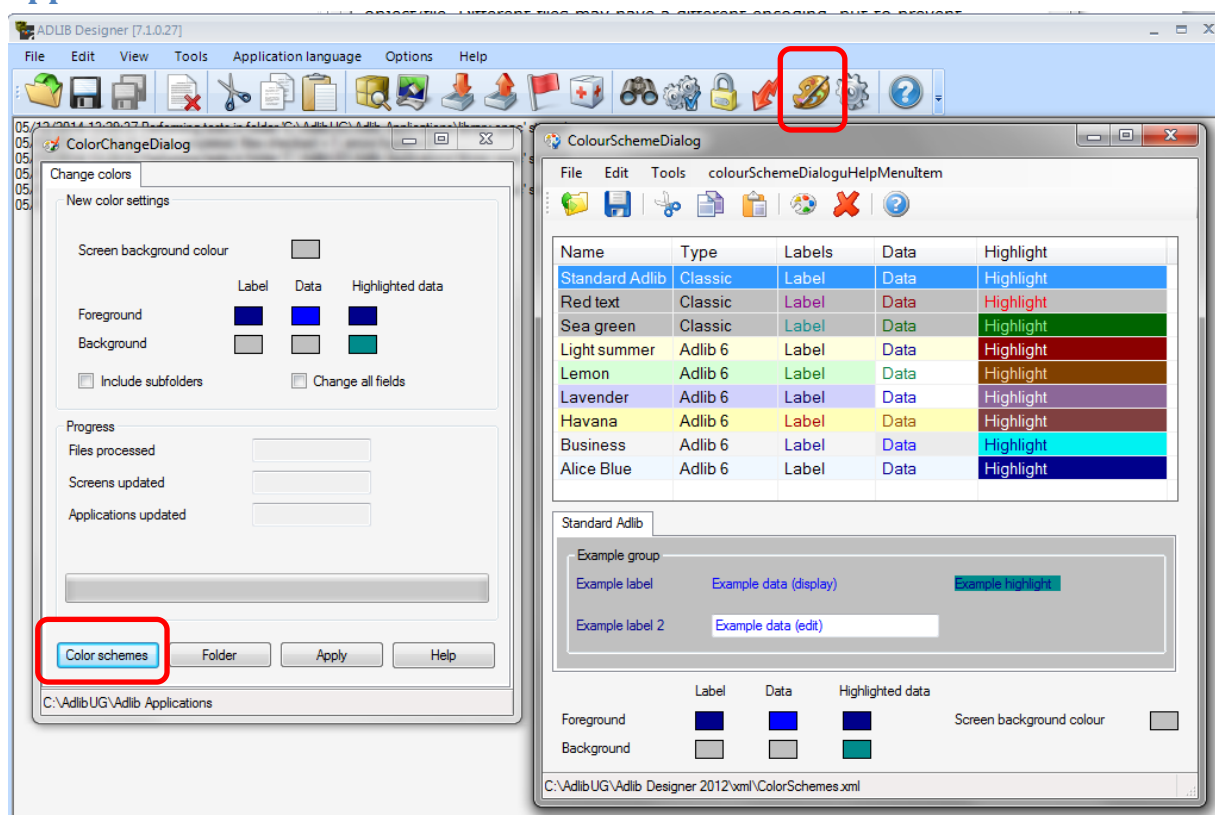 ADLIB Designer [7.1.0.27]
File Edit View Tools Application language Options Help
ColorChangeDialog
Change colors
New color settings
Screen background colour
Label Data Highlighted data
Foreground
Background
Include subfolders Change all fields
Progress
Files processed
Screens updated
Applications updated
Color schemes Folder Apply Help
C:\AdlibUG\Adlib Applications
ColourSchemeDialog
File Edit Tools colourSchemeDialoguHelpMenuItem
Name Type Labels Data Highlight
Standard Adlib Classic Label Data Highlight
Red text Classic Label Data Highlight
Sea green Classic Label Data Highlight
Light summer Adlib 6 Label Data Highlight
Lemon Adlib 6 Label Data Highlight
Lavender Adlib 6 Label Data Highlight
Havana Adlib 6 Label Data Highlight
Business Adlib 6 Label Data Highlight
Alice Blue Adlib 6 Label Data Highlight
Standard Adlib
Example group
Example label Example data (display) Example highlight
Example label 2 Example data (edit)
Label Data Highlighted data
Foreground Screen background colour
Background
C:\AdlibUG\Adlib Designer 2012\xml\ColorSchemes.xml